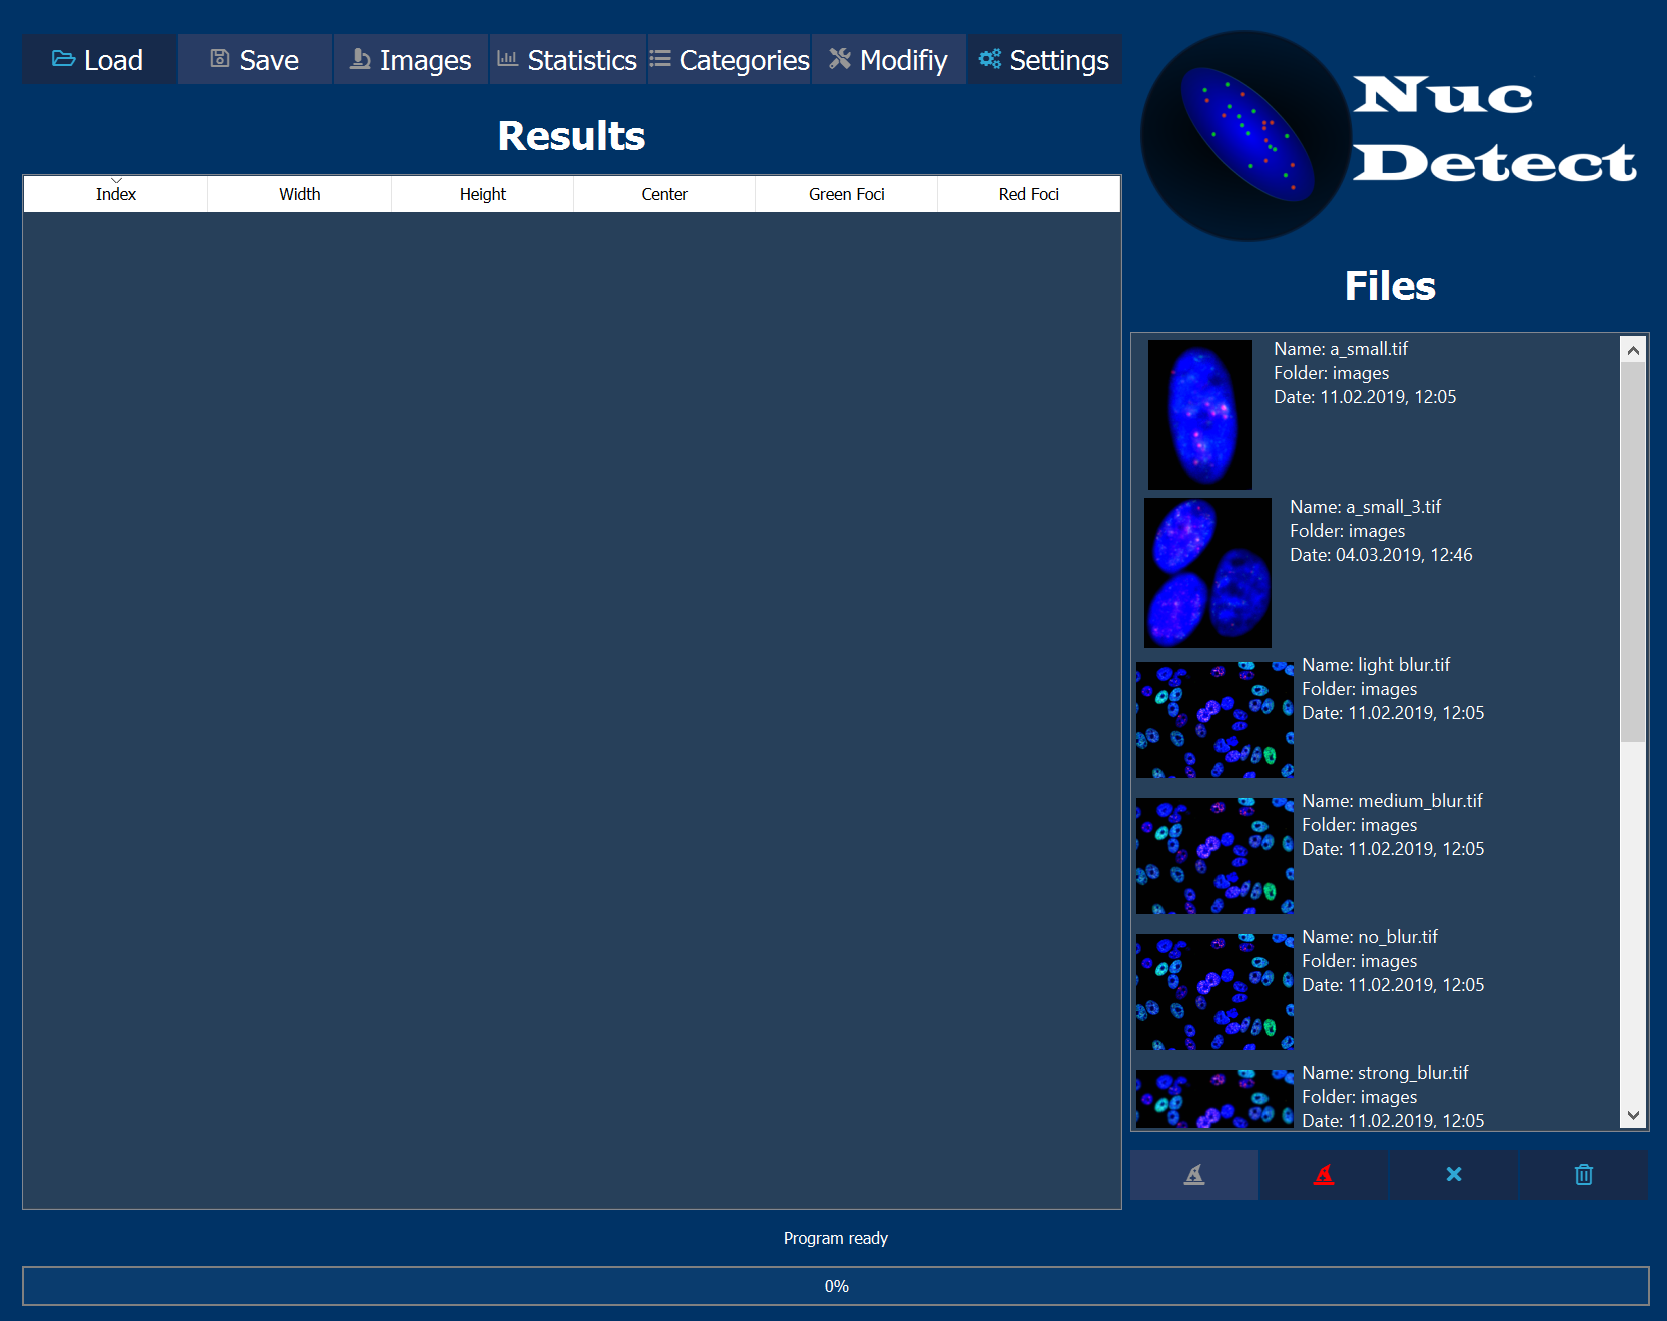 Load Save Images Statistics Categories Modifiy Settings
Nuc
Detect
Results
Index Width Height Center Green Foci Red Foci
Files
Name: a_small.tif
Folder: images
Date: 11.02.2019, 12:05
Name: a_small_3.tif
Folder: images
Date: 04.03.2019, 12:46
Name: light blur.tif
Folder: images
Date: 11.02.2019, 12:05
Name: medium_blur.tif
Folder: images
Date: 11.02.2019, 12:05
Name: no_blur.tif
Folder: images
Date: 11.02.2019, 12:05
Name: strong_blur.tif
Folder: images
Date: 11.02.2019, 12:05
Program ready
0%